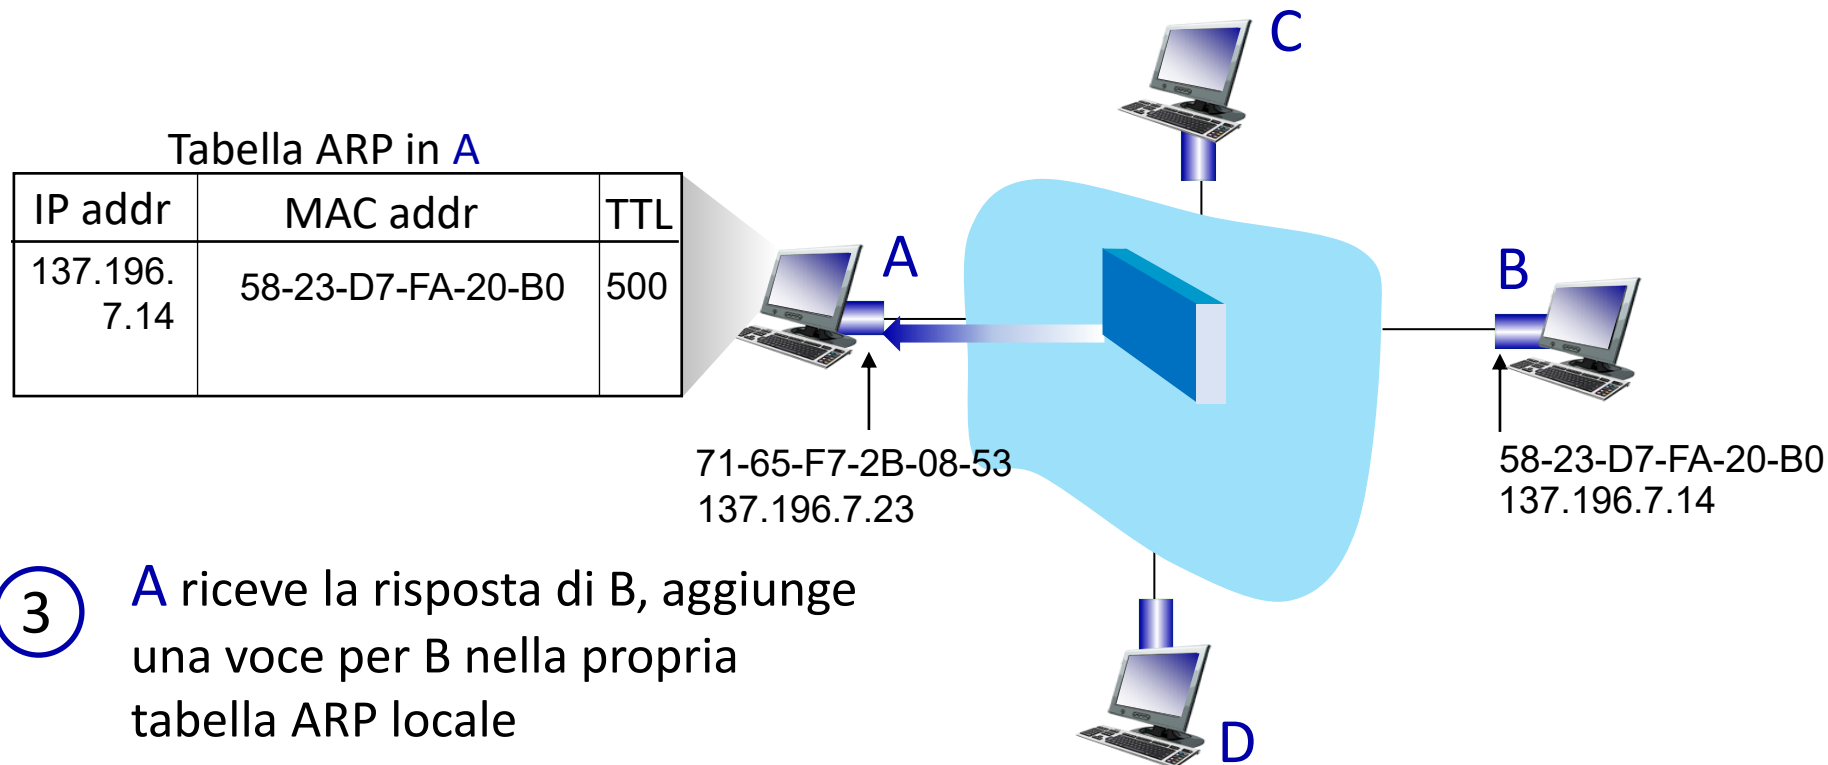 C
Tabella ARP in A
IP addr MAC addr TTL
137.196. 58-23-D7-FA-20-B0 500
7.14
A
B
71-65-F7-2B-08-53
137.196.7.23
58-23-D7-FA-20-B0
137.196.7.14
3
A riceve la risposta di B, aggiunge
una voce per B nella propria
tabella ARP locale
D